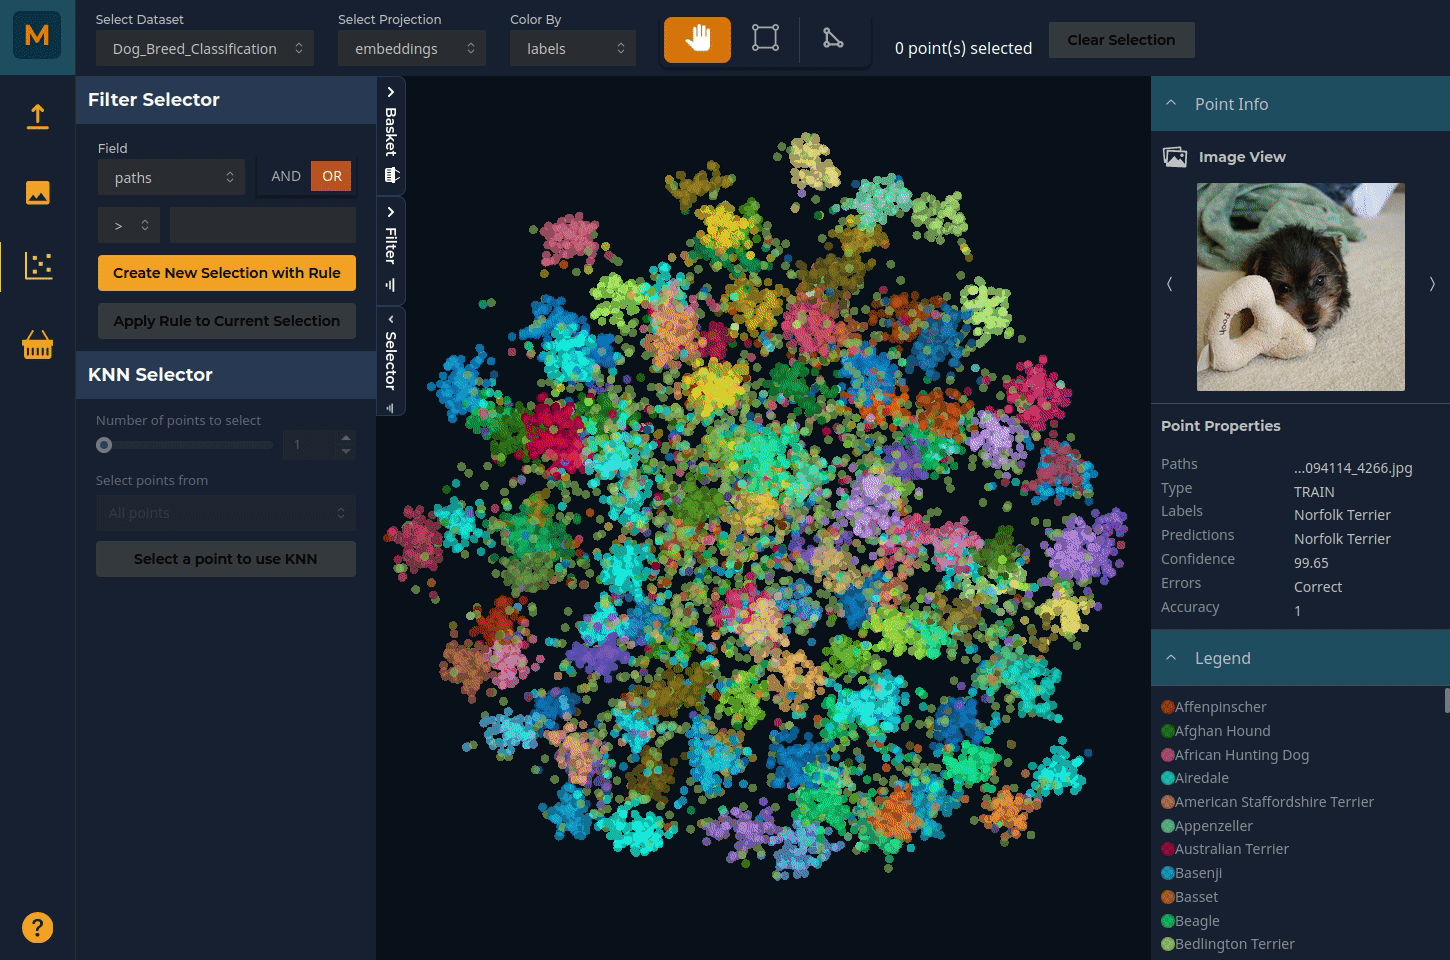 M
Select Dataset
Dog_Breed_Classification
Select Projection
embeddings
Color By
labels
0 point(s) selected
Clear Selection
Filter Selector
Field
paths
AND
OR
>
Create New Selection with Rule
Apply Rule to Current Selection
KNN Selector
Number of points to select
1
Select points from
All points
Select a point to use KNN
?
Basket
Filter
Selector
Point Info
Image View
Point Properties
Paths ...094114_4266.jpg
Type TRAIN
Labels Norfolk Terrier
Predictions Norfolk Terrier
Confidence 99.65
Errors Correct
Accuracy 1
Legend
Affenpinscher
Afghan Hound
African Hunting Dog
Airedale
American Staffordshire Terrier
Appenzeller
Australian Terrier
Basenji
Basset
Beagle
Bedlington Terrier